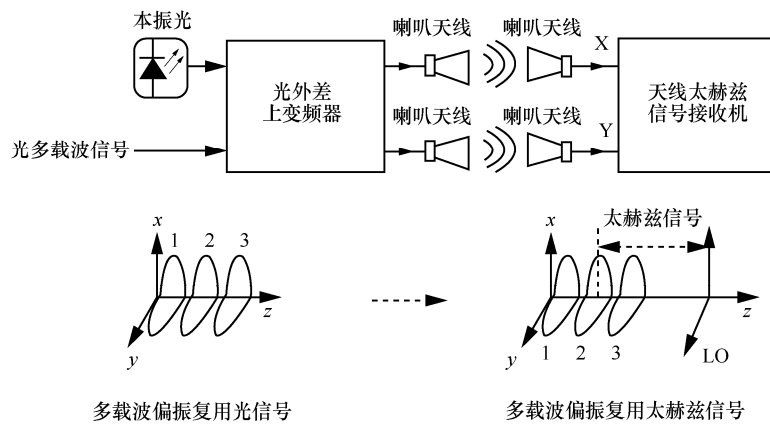 本振光
光多载波信号
光外差
上变频器
喇叭天线
喇叭天线
X
喇叭天线
喇叭天线
Y
天线太赫兹
信号接收机
x
1
2
3
z
y
多载波偏振复用光信号
x
太赫兹信号
z
y
1
2
3
LO
多载波偏振复用太赫兹信号